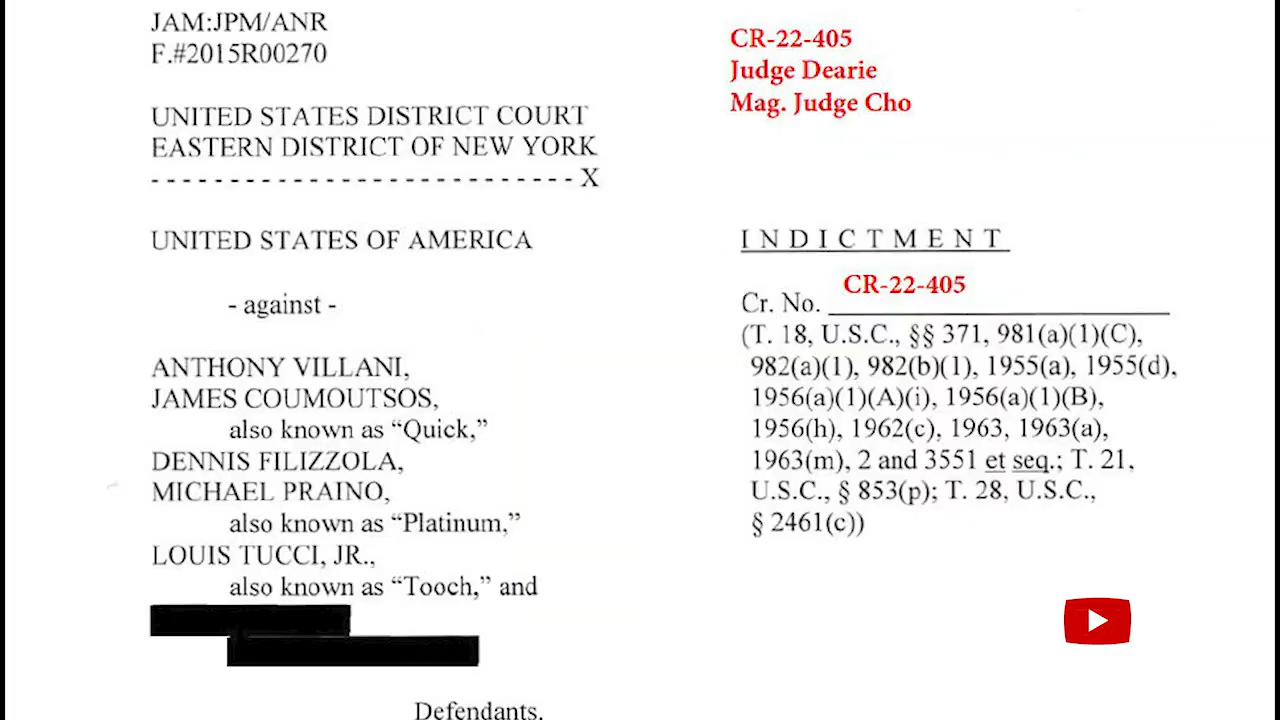 JAM:JPM/ANR
F.#2015R00270
CR-22-405
Judge Dearie
Mag. Judge Cho
UNITED STATES DISTRICT COURT
EASTERN DISTRICT OF NEW YORK
- - - - - - - - - - - - - - - - - - - - - - - - - - - X
UNITED STATES OF AMERICA
- against -
ANTHONY VILLANI,
JAMES COUMOUTSOS,
also known as “Quick,”
DENNIS FILIZZOLA,
MICHAEL PRAINO,
also known as “Platinum,”
LOUIS TUCCI, JR.,
also known as “Tooch,” and
Defendants.
I N D I C T M E N T
CR-22-405
Cr. No.
(T. 18, U.S.C., §§ 371, 981(a)(1)(C),
982(a)(1), 982(b)(1), 1955(a), 1955(d),
1956(a)(1)(A)(i), 1956(a)(1)(B),
1956(h), 1962(c), 1963, 1963(a),
1963(m), 2 and 3551 et seq.; T. 21,
U.S.C., § 853(p); T. 28, U.S.C.,
§ 2461(c))